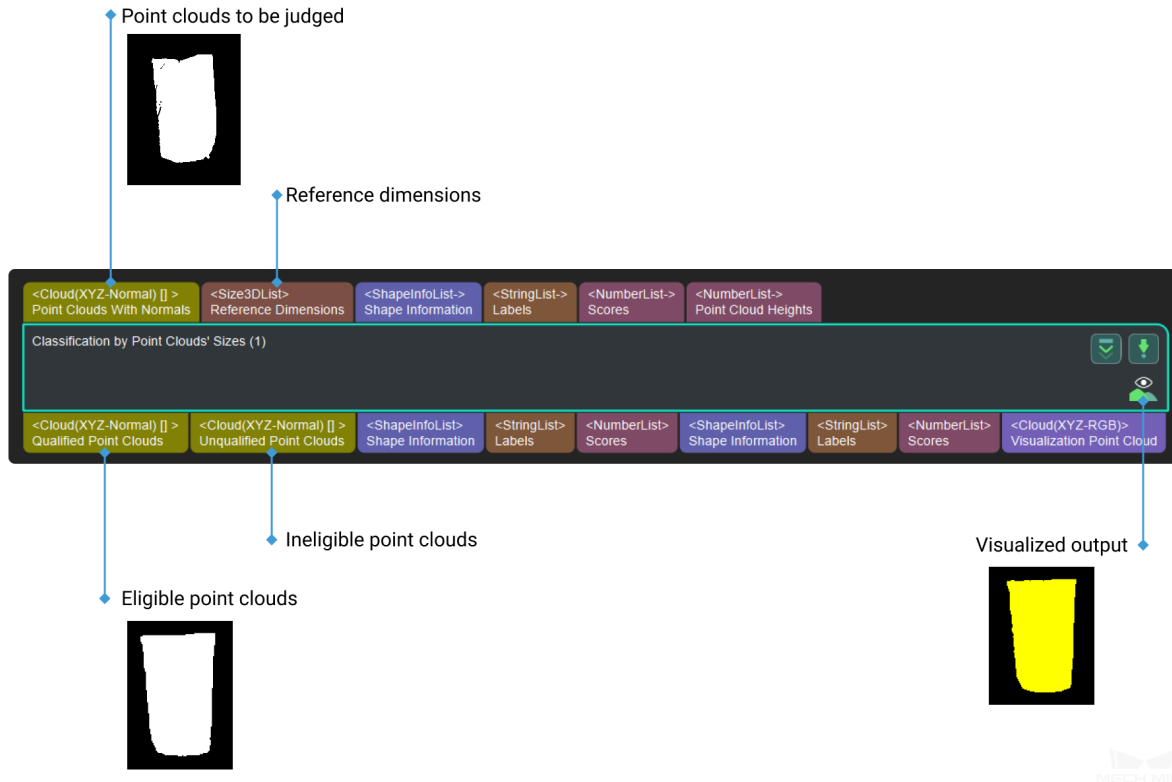 Point clouds to be judged
Reference dimensions
<Cloud(XYZ-Normal) [] >
Point Clouds With Normals
<Size3DList>
Reference Dimensions
<ShapeInfoList->
Shape Information
<StringList->
Labels
<NumberList->
Scores
<NumberList->
Point Cloud Heights
Classification by Point Clouds' Sizes (1)
<Cloud(XYZ-Normal) [] >
Qualified Point Clouds
<Cloud(XYZ-Normal) [] >
Unqualified Point Clouds
<ShapeInfoList>
Shape Information
<StringList>
Labels
<NumberList>
Scores
<ShapeInfoList>
Shape Information
<StringList>
Labels
<NumberList>
Scores
<Cloud(XYZ-RGB)>
Visualization Point Cloud
Ineligible point clouds
Visualized output
Eligible point clouds
MECH MI